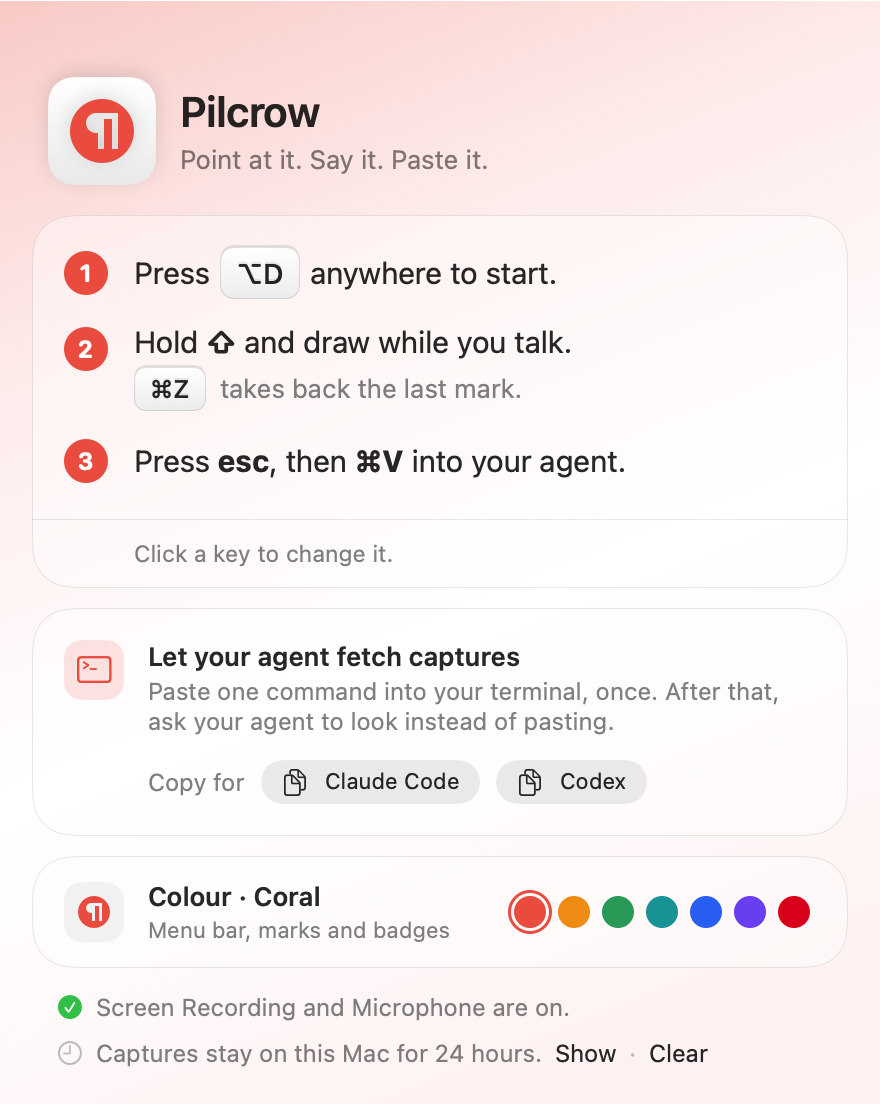 ¶
Pilcrow
Point at it. Say it. Paste it.
1 Press ⌥D anywhere to start.
2 Hold ⇧ and draw while you talk.
⌘Z takes back the last mark.
3 Press esc, then ⌘V into your agent.
Click a key to change it.
>_ Let your agent fetch captures
Paste one command into your terminal, once. After that,
ask your agent to look instead of pasting.
Copy for Claude Code Codex
¶ Colour · Coral
Menu bar, marks and badges
Screen Recording and Microphone are on.
Captures stay on this Mac for 24 hours. Show · Clear